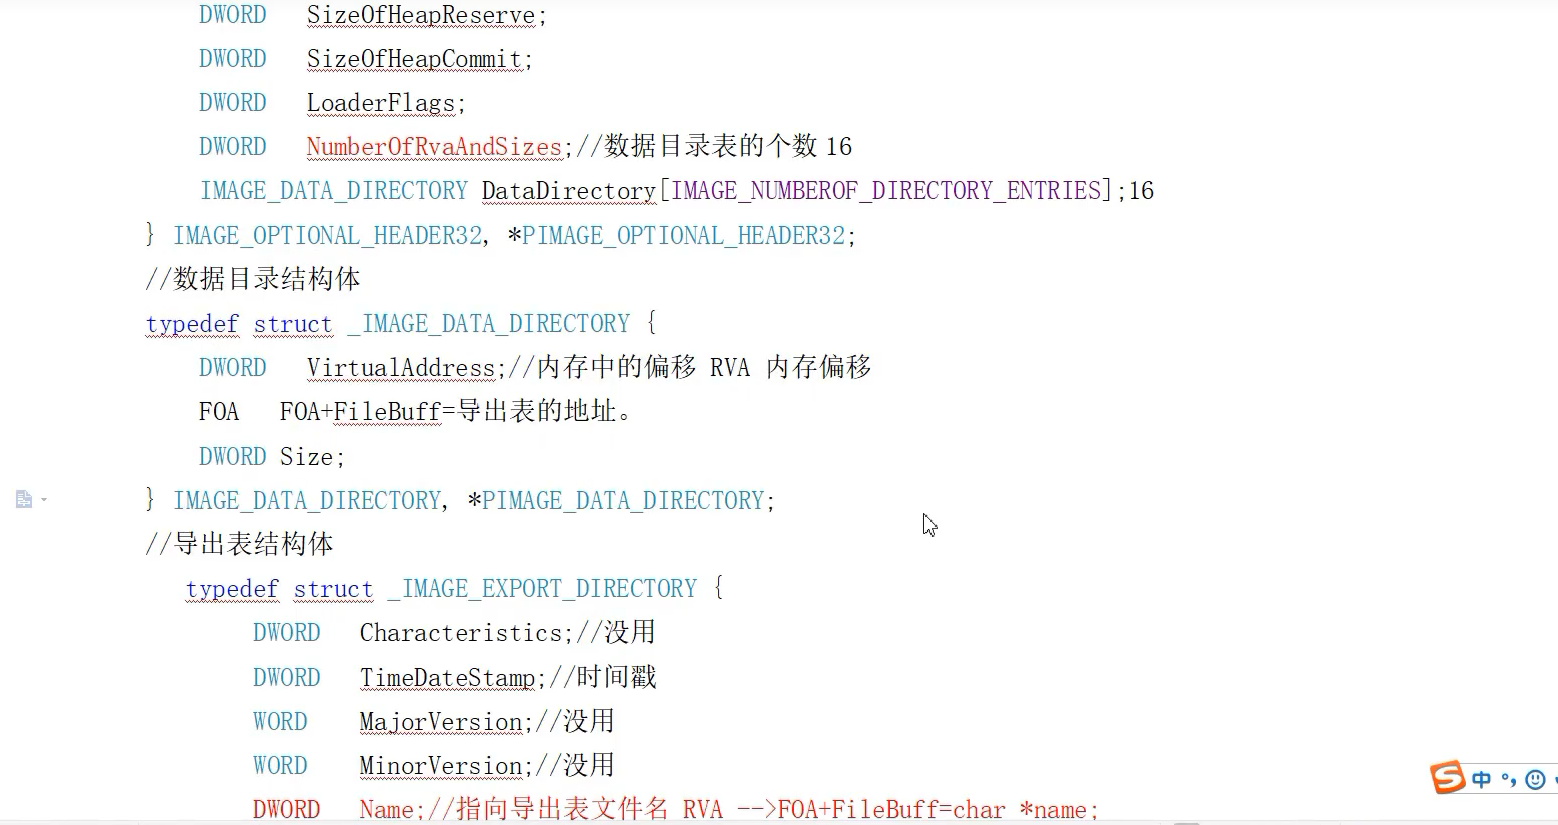 DWORD SizeOfHeapReserve;
DWORD SizeOfHeapCommit;
DWORD LoaderFlags;
DWORD NumberOfRvaAndSizes;//数据目录表的个数16
IMAGE_DATA_DIRECTORY DataDirectory[IMAGE_NUMBEROF_DIRECTORY_ENTRIES];16
} IMAGE_OPTIONAL_HEADER32, *PIMAGE_OPTIONAL_HEADER32;
//数据目录结构体
typedef struct _IMAGE_DATA_DIRECTORY {
DWORD VirtualAddress;//内存中的偏移 RVA 内存偏移
FOA FOA+FileBuff=导出表的地址。
DWORD Size;
} IMAGE_DATA_DIRECTORY, *PIMAGE_DATA_DIRECTORY;
//导出表结构体
typedef struct _IMAGE_EXPORT_DIRECTORY {
DWORD Characteristics;//没用
DWORD TimeDateStamp;//时间戳
WORD MajorVersion;//没用
WORD MinorVersion;//没用
DWORD Name;//指向导出表文件名 RVA -->FOA+FileBuff=char *name;
S中°,